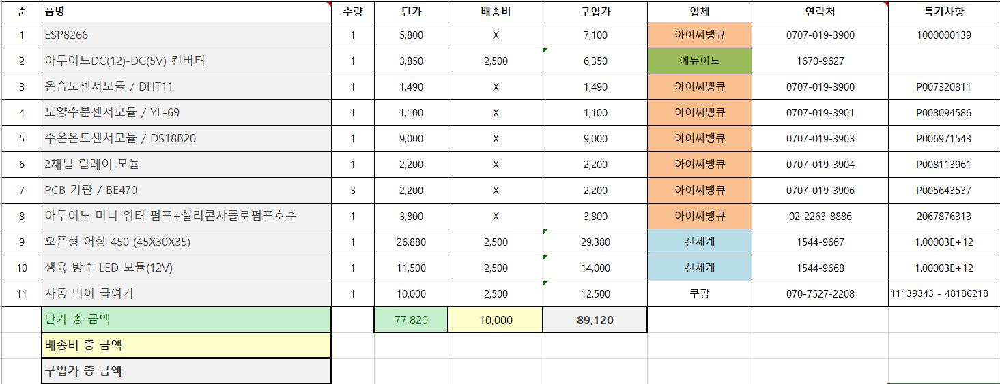 순 품명 수량 단가 배송비 구입가 업체 연락처 특기사항
1 ESP8266 1 5,800 X 7,100 아이씨뱅큐 0707-019-3900 1000000139
2 아두이노DC(12)-DC(5V) 컨버터 1 3,850 2,500 6,350 에듀이노 1670-9627
3 온습도센서모듈 / DHT11 1 1,490 X 1,490 아이씨뱅큐 0707-019-3900 P007320811
4 토양수분센서모듈 / YL-69 1 1,100 X 1,100 아이씨뱅큐 0707-019-3901 P008094586
5 수온온도센서모듈 / DS18B20 1 9,000 X 9,000 아이씨뱅큐 0707-019-3903 P006971543
6 2채널 릴레이 모듈 1 2,200 X 2,200 아이씨뱅큐 0707-019-3904 P008113961
7 PCB 기판 / BE470 3 2,200 X 2,200 아이씨뱅큐 0707-019-3906 P005643537
8 아두이노 미니 워터 펌프+실리콘샤플로펌프호수 1 3,800 X 3,800 아이씨뱅큐 02-2263-8886 2067876313
9 오픈형 어항 450 (45X30X35) 1 26,880 2,500 29,380 신세계 1544-9667 1.00003E+12
10 생육 방수 LED 모듈(12V) 1 11,500 2,500 14,000 신세계 1544-9668 1.00003E+12
11 자동 먹이 급여기 1 10,000 2,500 12,500 쿠팡 070-7527-2208 11139343 - 48186218
단가 총 금액 77,820 10,000 89,120
배송비 총 금액
구입가 총 금액